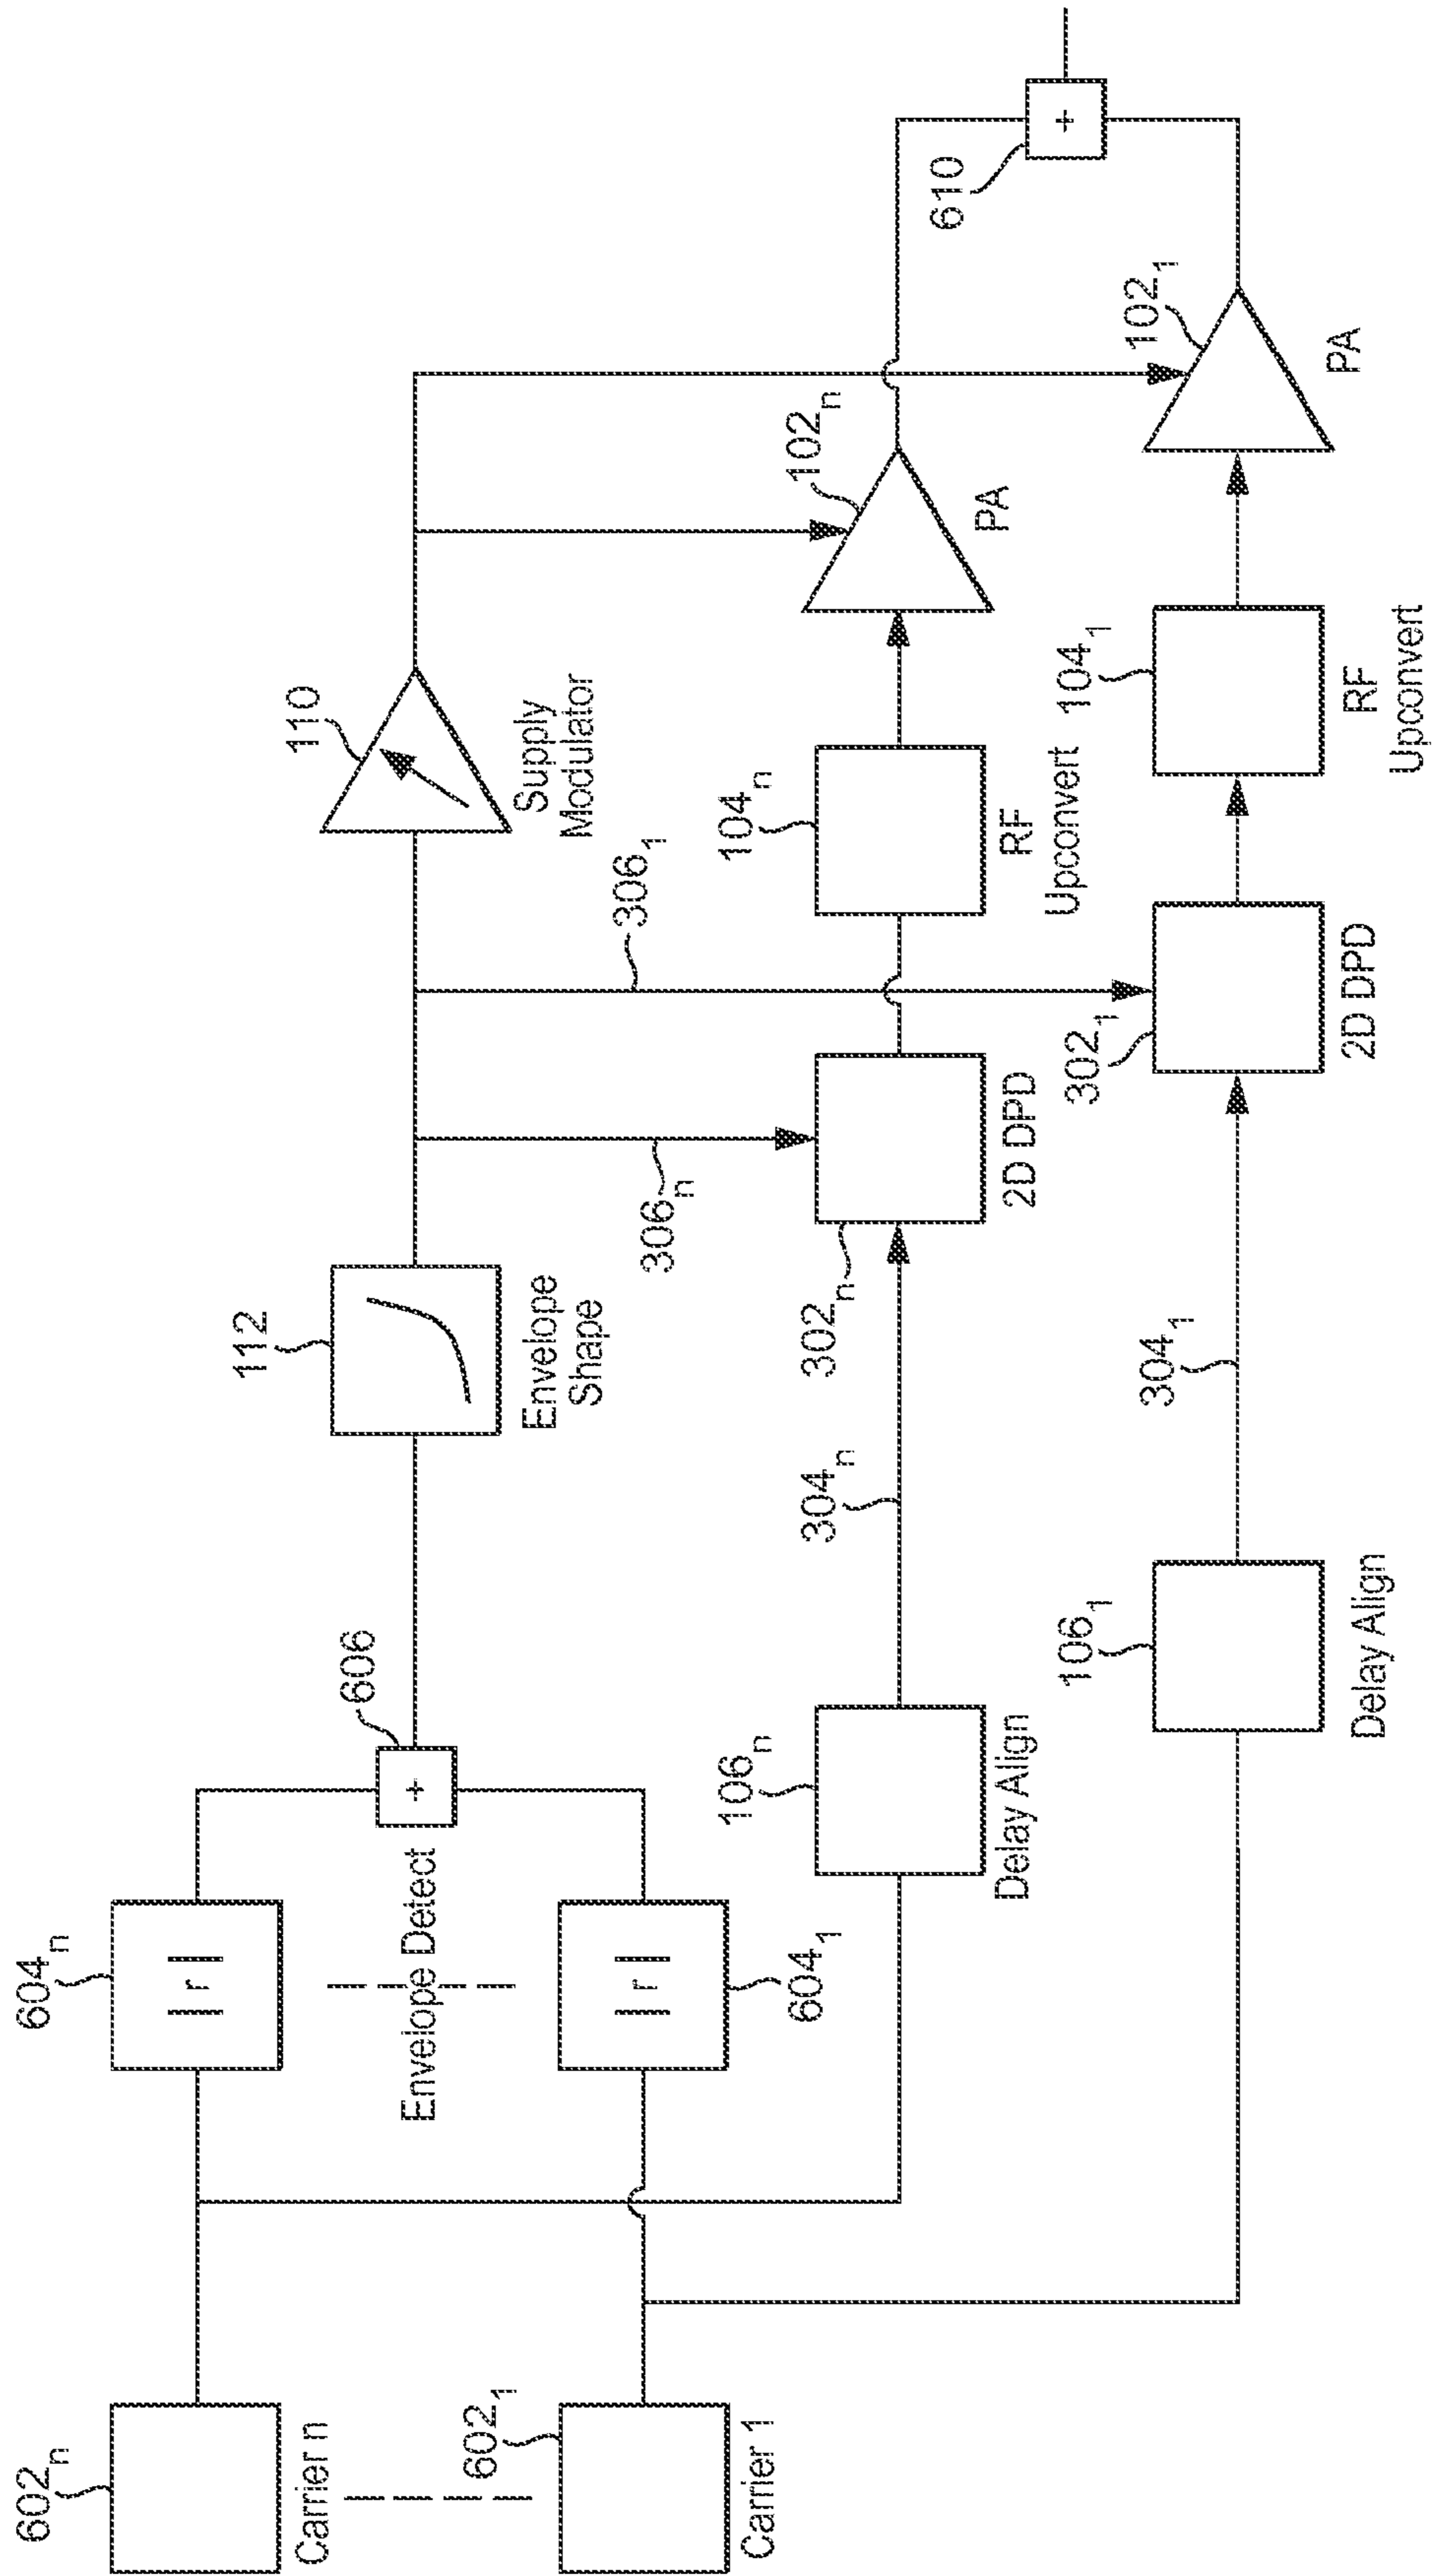 602n
Carrier n
6021
Carrier 1
604n
|r|
Envelope Detect
|r|
6041
606
+
112
Envelope
Shape
110
Supply
Modulator
106n
Delay Align
304n
302n
2D DPD
306n
3061
104n
RF
Upconvert
102n
PA
1061
Delay Align
3041
3021
2D DPD
1041
RF
Upconvert
1021
PA
610
+